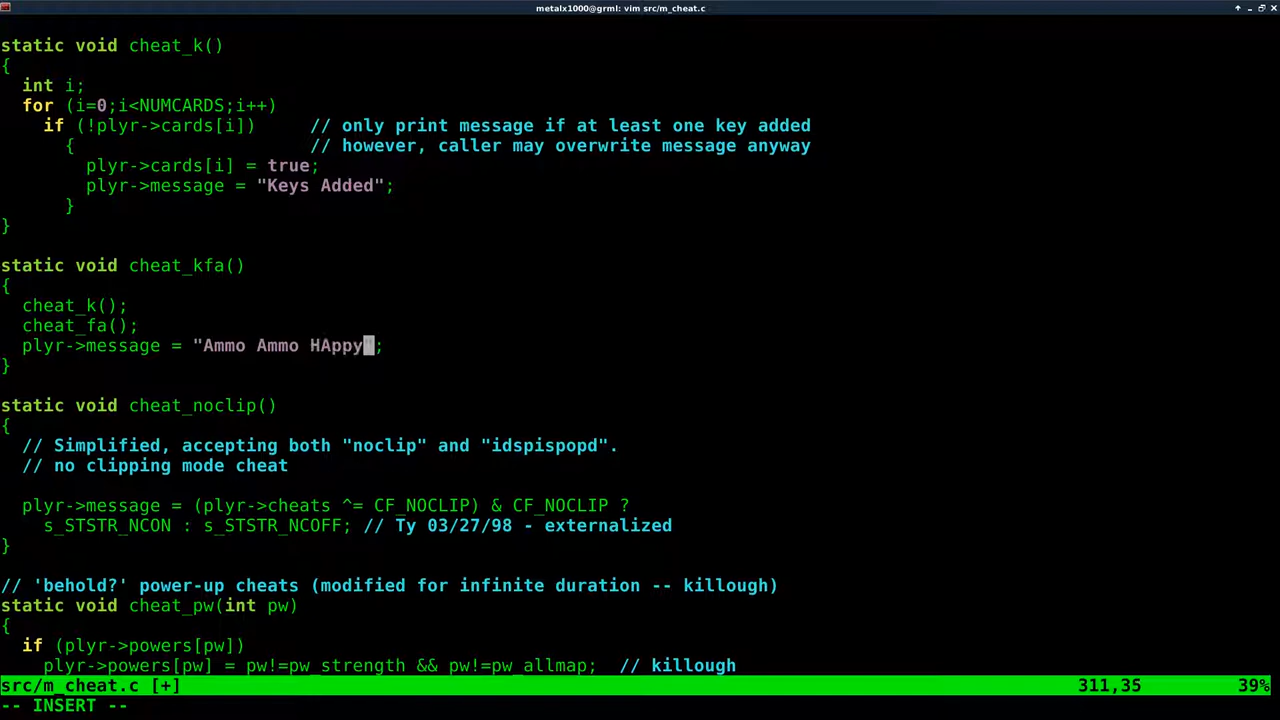 metalx1000@grml: vim src/m_cheat.c
static void cheat_k()
{
  int i;
  for (i=0;i<NUMCARDS;i++)
    if (!plyr->cards[i])     // only print message if at least one key added
      {                      // however, caller may overwrite message anyway
        plyr->cards[i] = true;
        plyr->message = "Keys Added";
      }
}
static void cheat_kfa()
{
  cheat_k();
  cheat_fa();
  plyr->message = "Ammo Ammo HAppy";
}
static void cheat_noclip()
{
  // Simplified, accepting both "noclip" and "idspispopd".
  // no clipping mode cheat
  plyr->message = (plyr->cheats ^= CF_NOCLIP) & CF_NOCLIP ?
    s_STSTR_NCON : s_STSTR_NCOFF; // Ty 03/27/98 - externalized
}
// 'behold?' power-up cheats (modified for infinite duration -- killough)
static void cheat_pw(int pw)
{
  if (plyr->powers[pw])
    plyr->powers[pw] = pw!=pw_strength && pw!=pw_allmap;  // killough
src/m_cheat.c [+] 311,35 39%
-- INSERT --